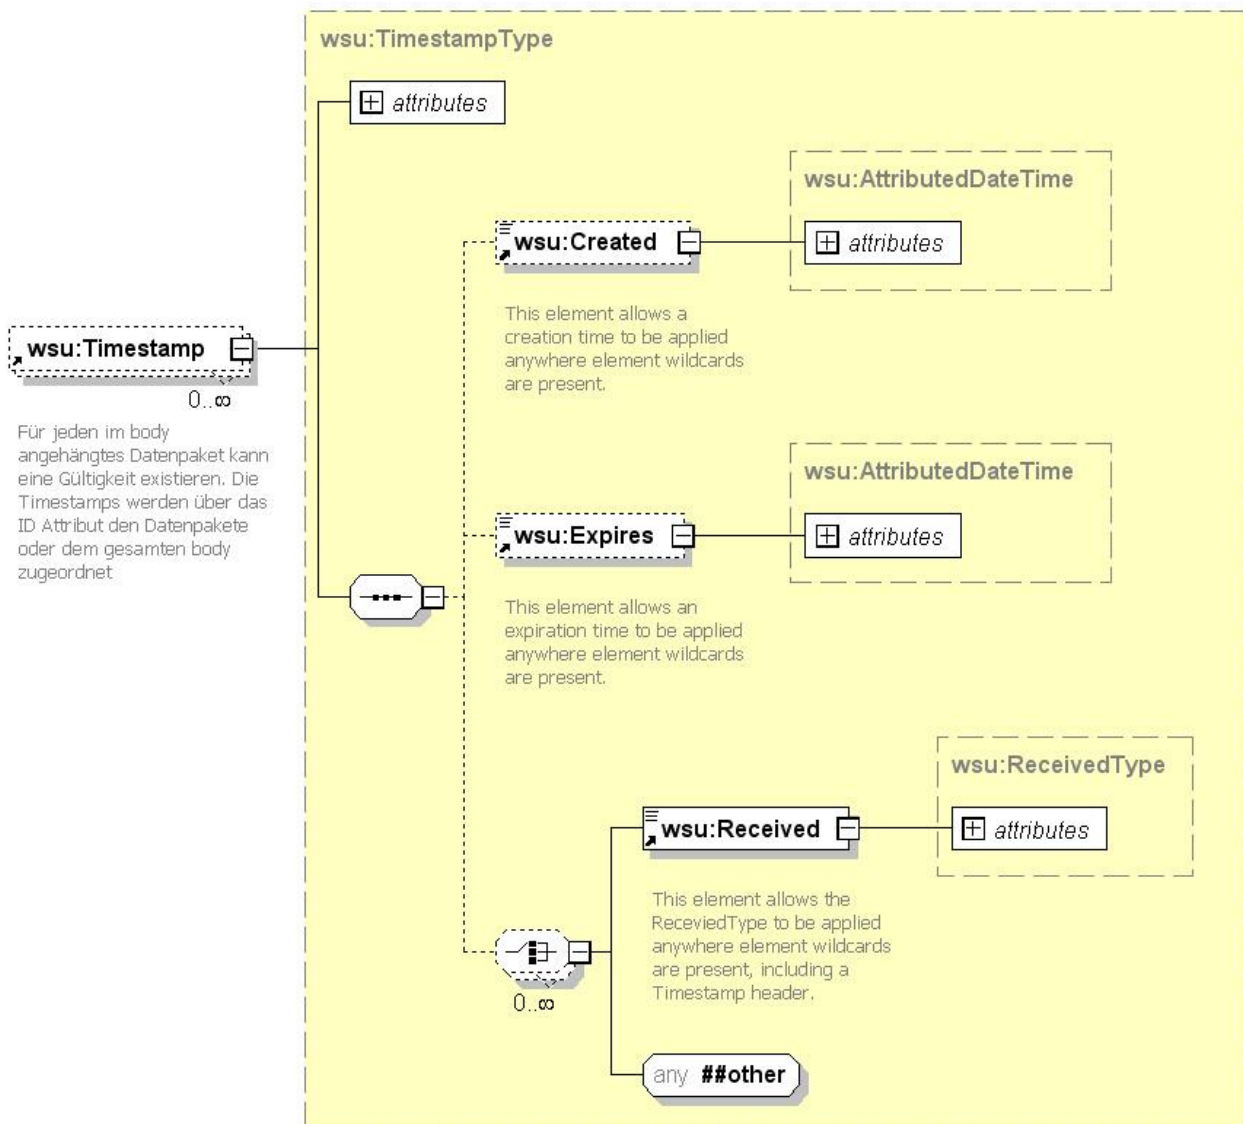 wsu:TimestampType
attributes
wsu:AttributedDateTime
wsu:Created
attributes
This element allows a
creation time to be applied
anywhere element wildcards
are present.
wsu:Timestamp
0..∞
Für jeden im body
angehängtes Datenpaket kann
eine Gültigkeit existieren. Die
Timestamps werden über das
ID Attribut den Datenpakete
oder dem gesamten body
zugeordnet
wsu:AttributedDateTime
wsu:Expires
attributes
This element allows an
expiration time to be applied
anywhere element wildcards
are present.
wsu:ReceivedType
wsu:Received
attributes
This element allows the
ReceviedType to be applied
anywhere element wildcards
are present, including a
Timestamp header.
0..∞
any ##other